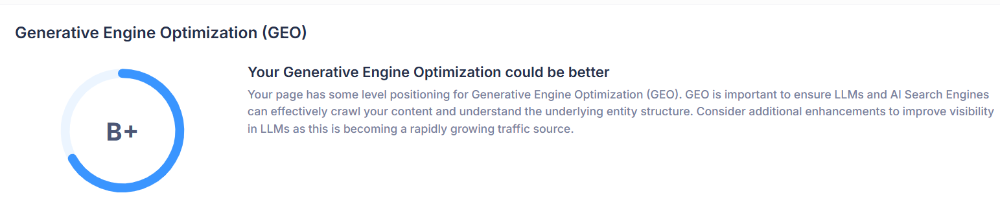 Generative Engine Optimization (GEO)
B+
Your Generative Engine Optimization could be better
Your page has some level positioning for Generative Engine Optimization (GEO). GEO is important to ensure LLMs and AI Search Engines
can effectively crawl your content and understand the underlying entity structure. Consider additional enhancements to improve visibility
in LLMs as this is becoming a rapidly growing traffic source.